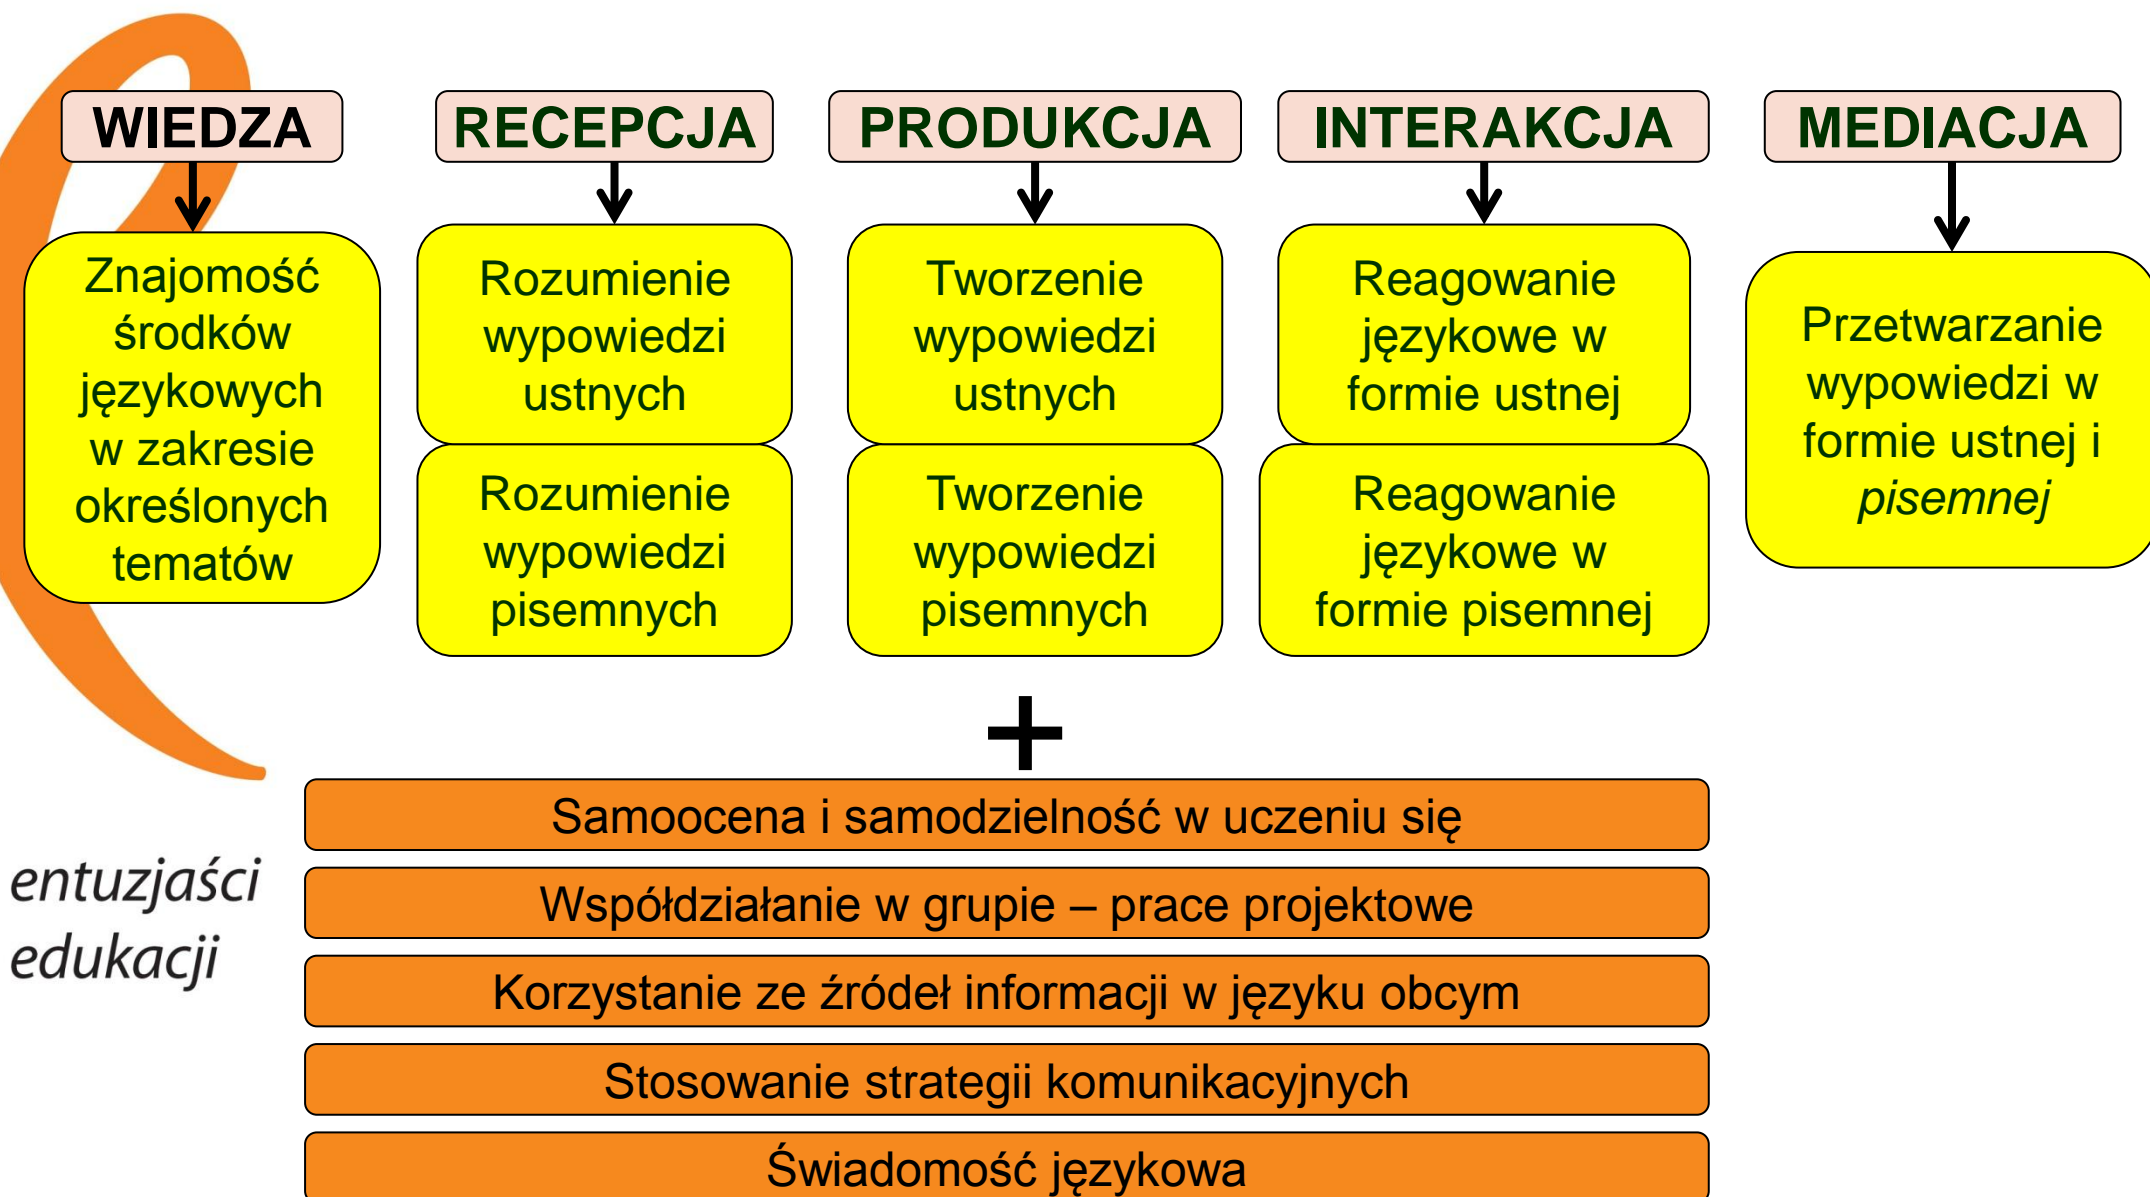 WIEDZA
RECEPCJA
PRODUKCJA
INTERAKCJA
MEDIACJA
Znajomość
środków
językowych
w zakresie
określonych
tematów
Rozumienie
wypowiedzi
ustnych
Rozumienie
wypowiedzi
pisemnych
Tworzenie
wypowiedzi
ustnych
Tworzenie
wypowiedzi
pisemnych
Reagowanie
językowe w
formie ustnej
Reagowanie
językowe w
formie pisemnej
Przetwarzanie
wypowiedzi w
formie ustnej i
pisemnej
+
Samoocena i samodzielność w uczeniu się
Współdziałanie w grupie – prace projektowe
Korzystanie ze źródeł informacji w języku obcym
Stosowanie strategii komunikacyjnych
Świadomość językowa
entuzjaści
edukacji